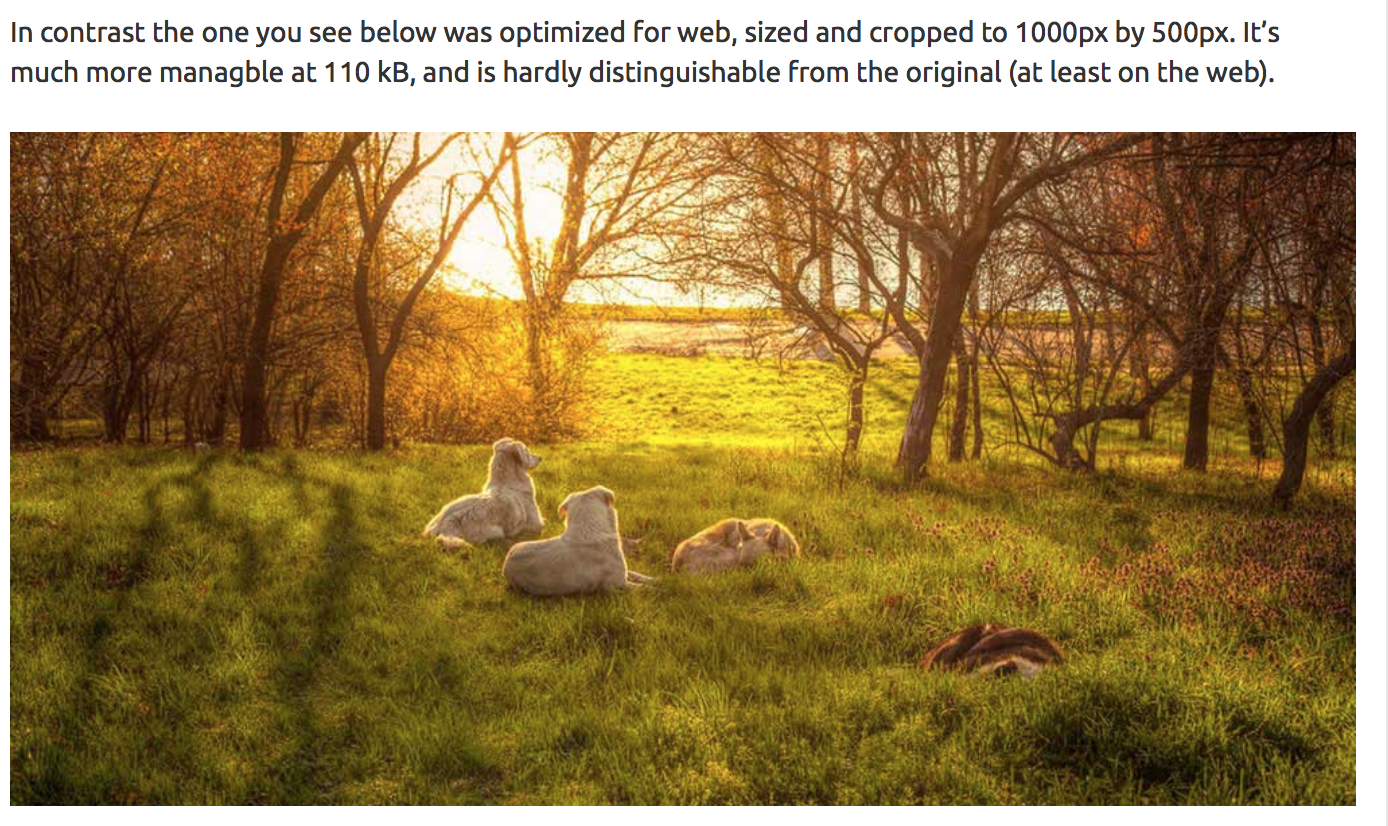 In contrast the one you see below was optimized for web, sized and cropped to 1000px by 500px. It’s
much more managble at 110 kB, and is hardly distinguishable from the original (at least on the web).